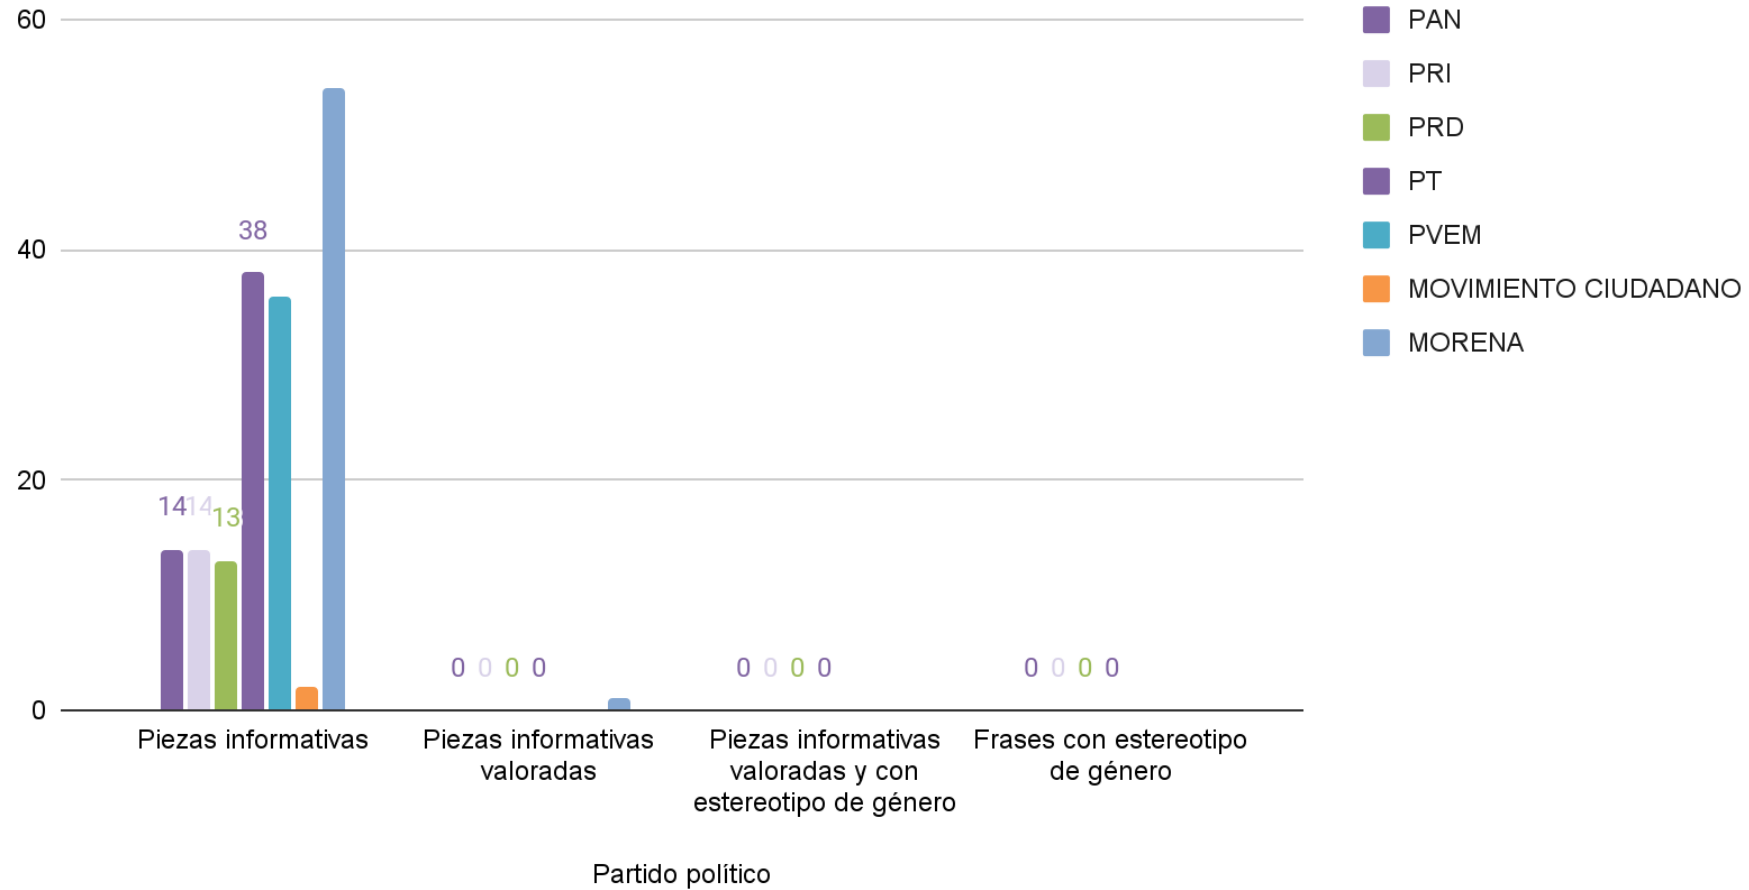 60
40
20
0
38
14
14
13
0 0 0 0
0 0 0 0
0 0 0 0
Piezas informativas
Piezas informativas
valoradas
Piezas informativas
valoradas y con
estereotipo de género
Frases con estereotipo
de género
Partido político
PAN
PRI
PRD
PT
PVEM
MOVIMIENTO CIUDADANO
MORENA